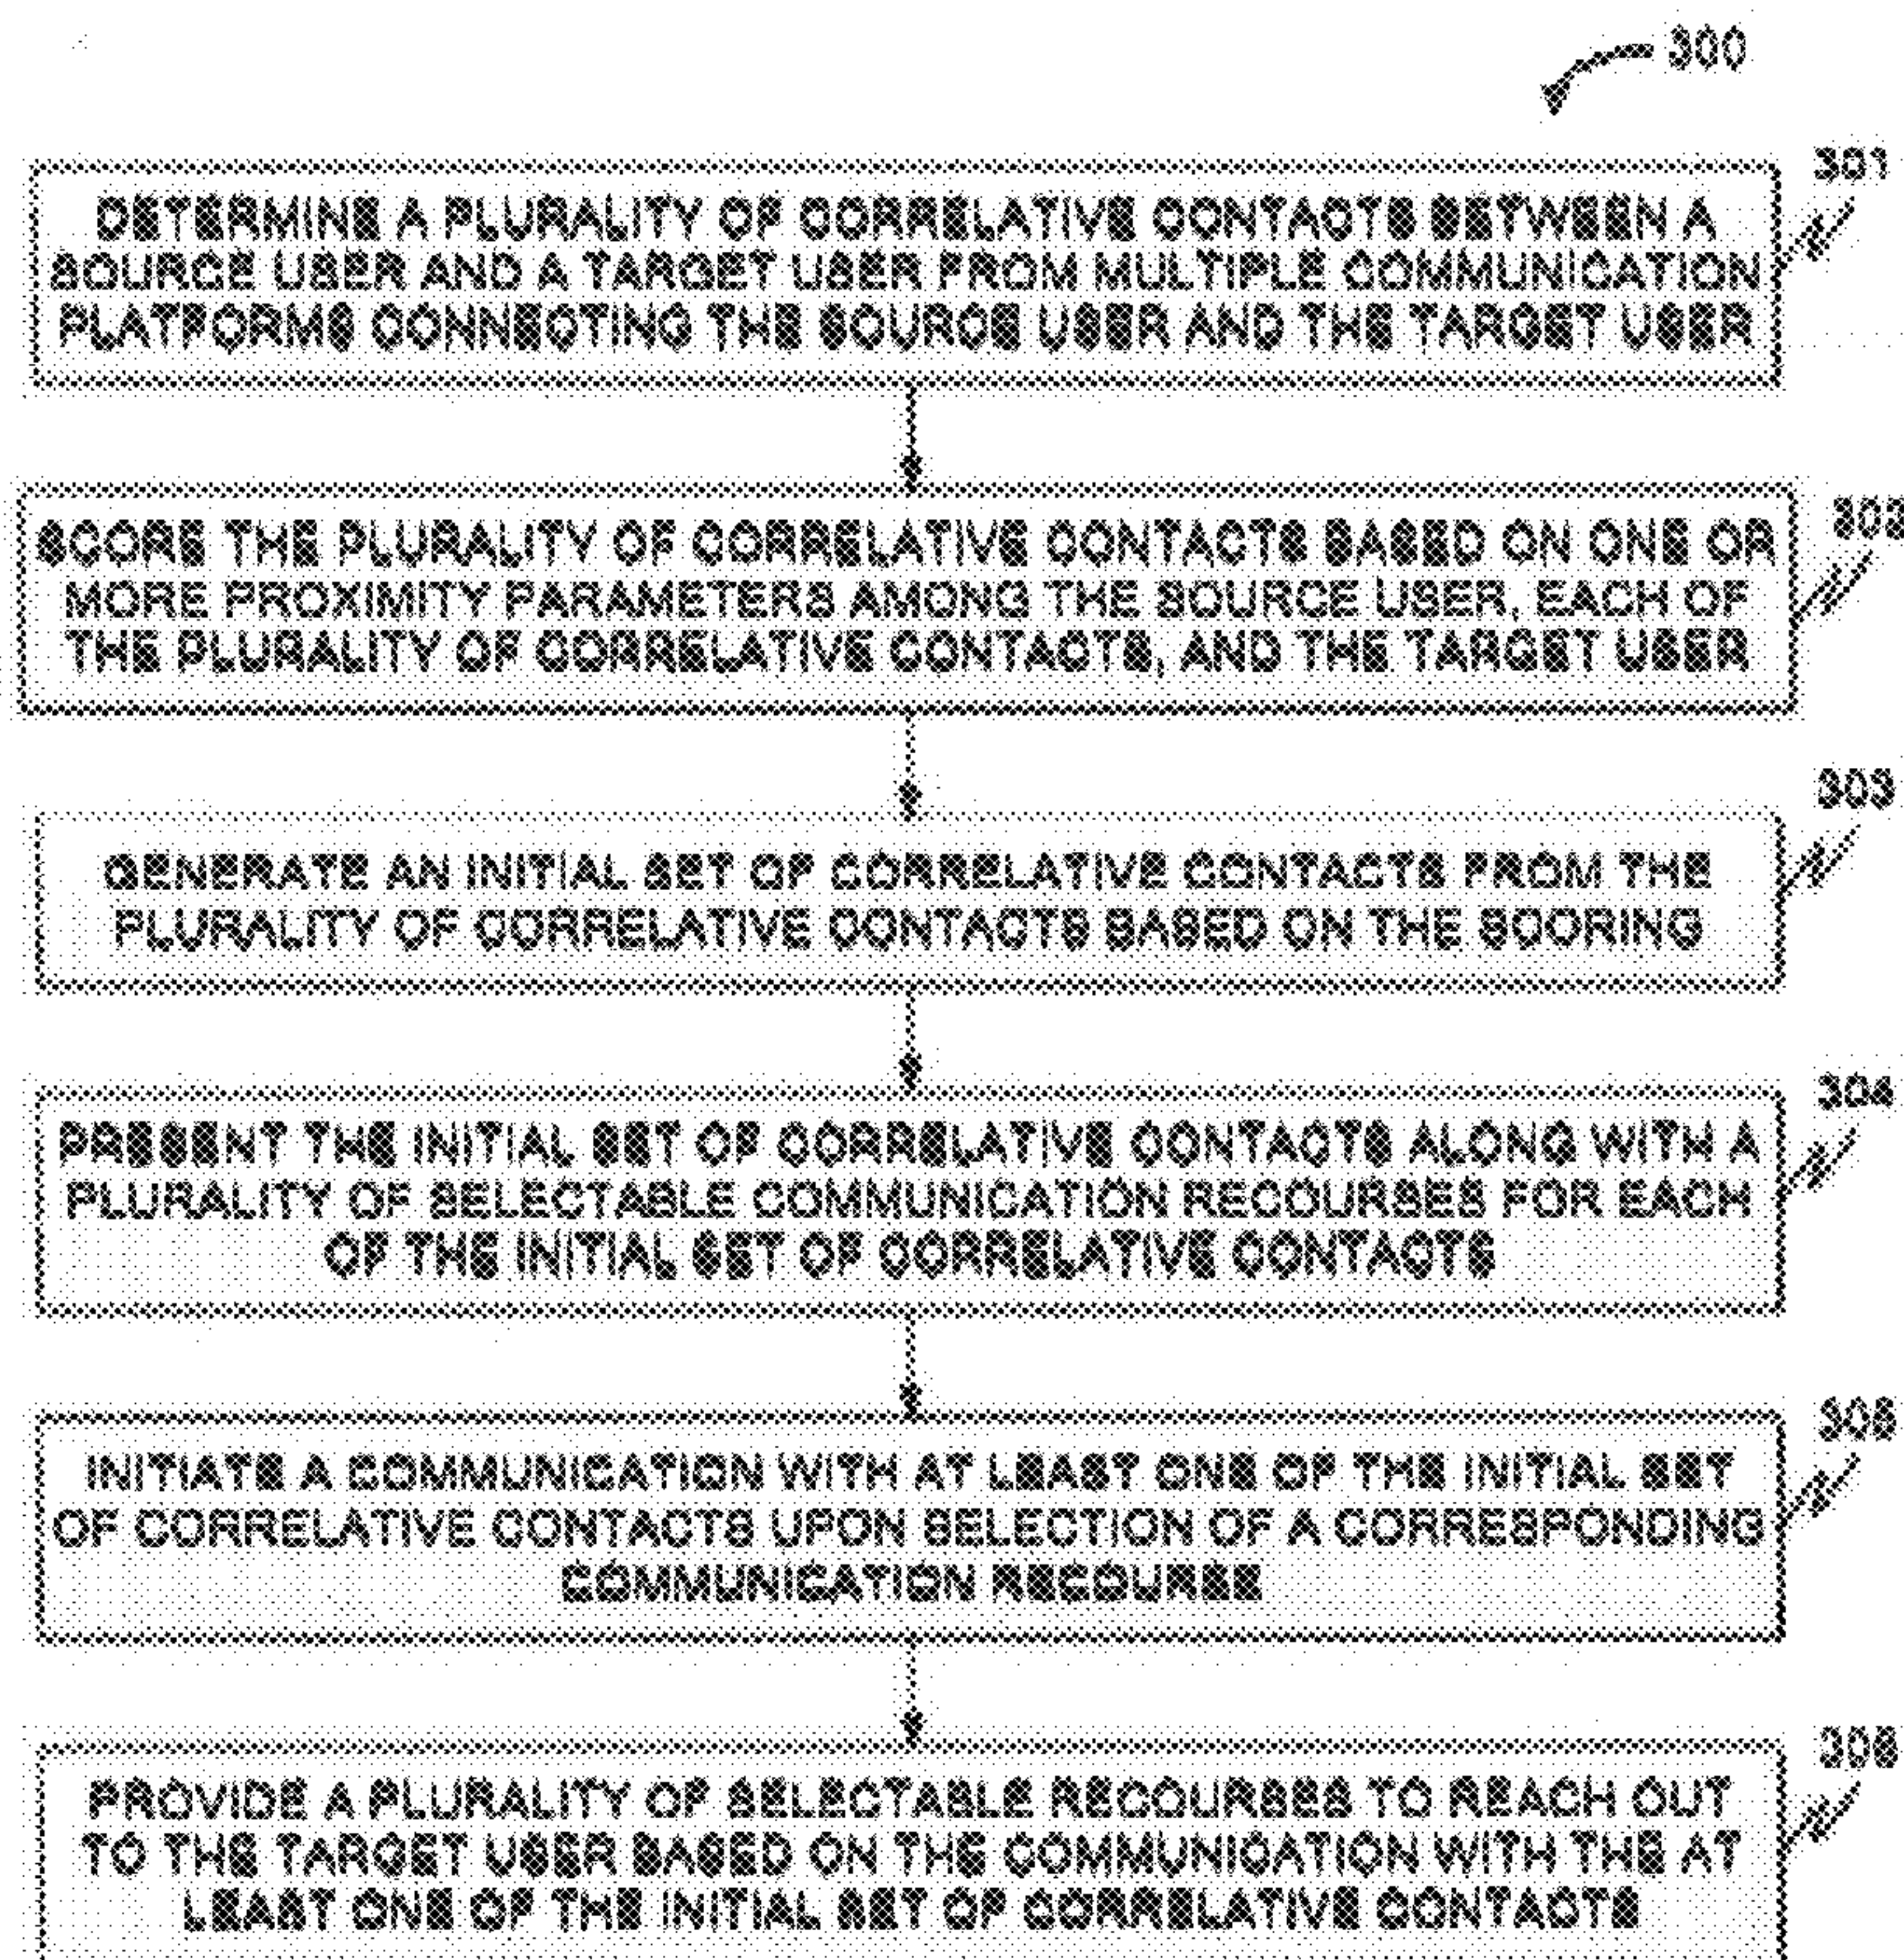 300
301
DETERMINE A PLURALITY OF CORRELATIVE CONTACTS BETWEEN A
SOURCE USER AND A TARGET USER FROM MULTIPLE COMMUNICATION
PLATFORMS CONNECTING THE SOURCE USER AND THE TARGET USER
302
SCORE THE PLURALITY OF CORRELATIVE CONTACTS BASED ON ONE OR
MORE PROXIMITY PARAMETERS AMONG THE SOURCE USER, EACH OF
THE PLURALITY OF CORRELATIVE CONTACTS, AND THE TARGET USER
303
GENERATE AN INITIAL SET OF CORRELATIVE CONTACTS FROM THE
PLURALITY OF CORRELATIVE CONTACTS BASED ON THE SCORING
304
PRESENT THE INITIAL SET OF CORRELATIVE CONTACTS ALONG WITH A
PLURALITY OF SELECTABLE COMMUNICATION RECOURSES FOR EACH
OF THE INITIAL SET OF CORRELATIVE CONTACTS
305
INITIATE A COMMUNICATION WITH AT LEAST ONE OF THE INITIAL SET
OF CORRELATIVE CONTACTS UPON SELECTION OF A CORRESPONDING
COMMUNICATION RECOURSE
306
PROVIDE A PLURALITY OF SELECTABLE RECOURSES TO REACH OUT
TO THE TARGET USER BASED ON THE COMMUNICATION WITH THE AT
LEAST ONE OF THE INITIAL SET OF CORRELATIVE CONTACTS